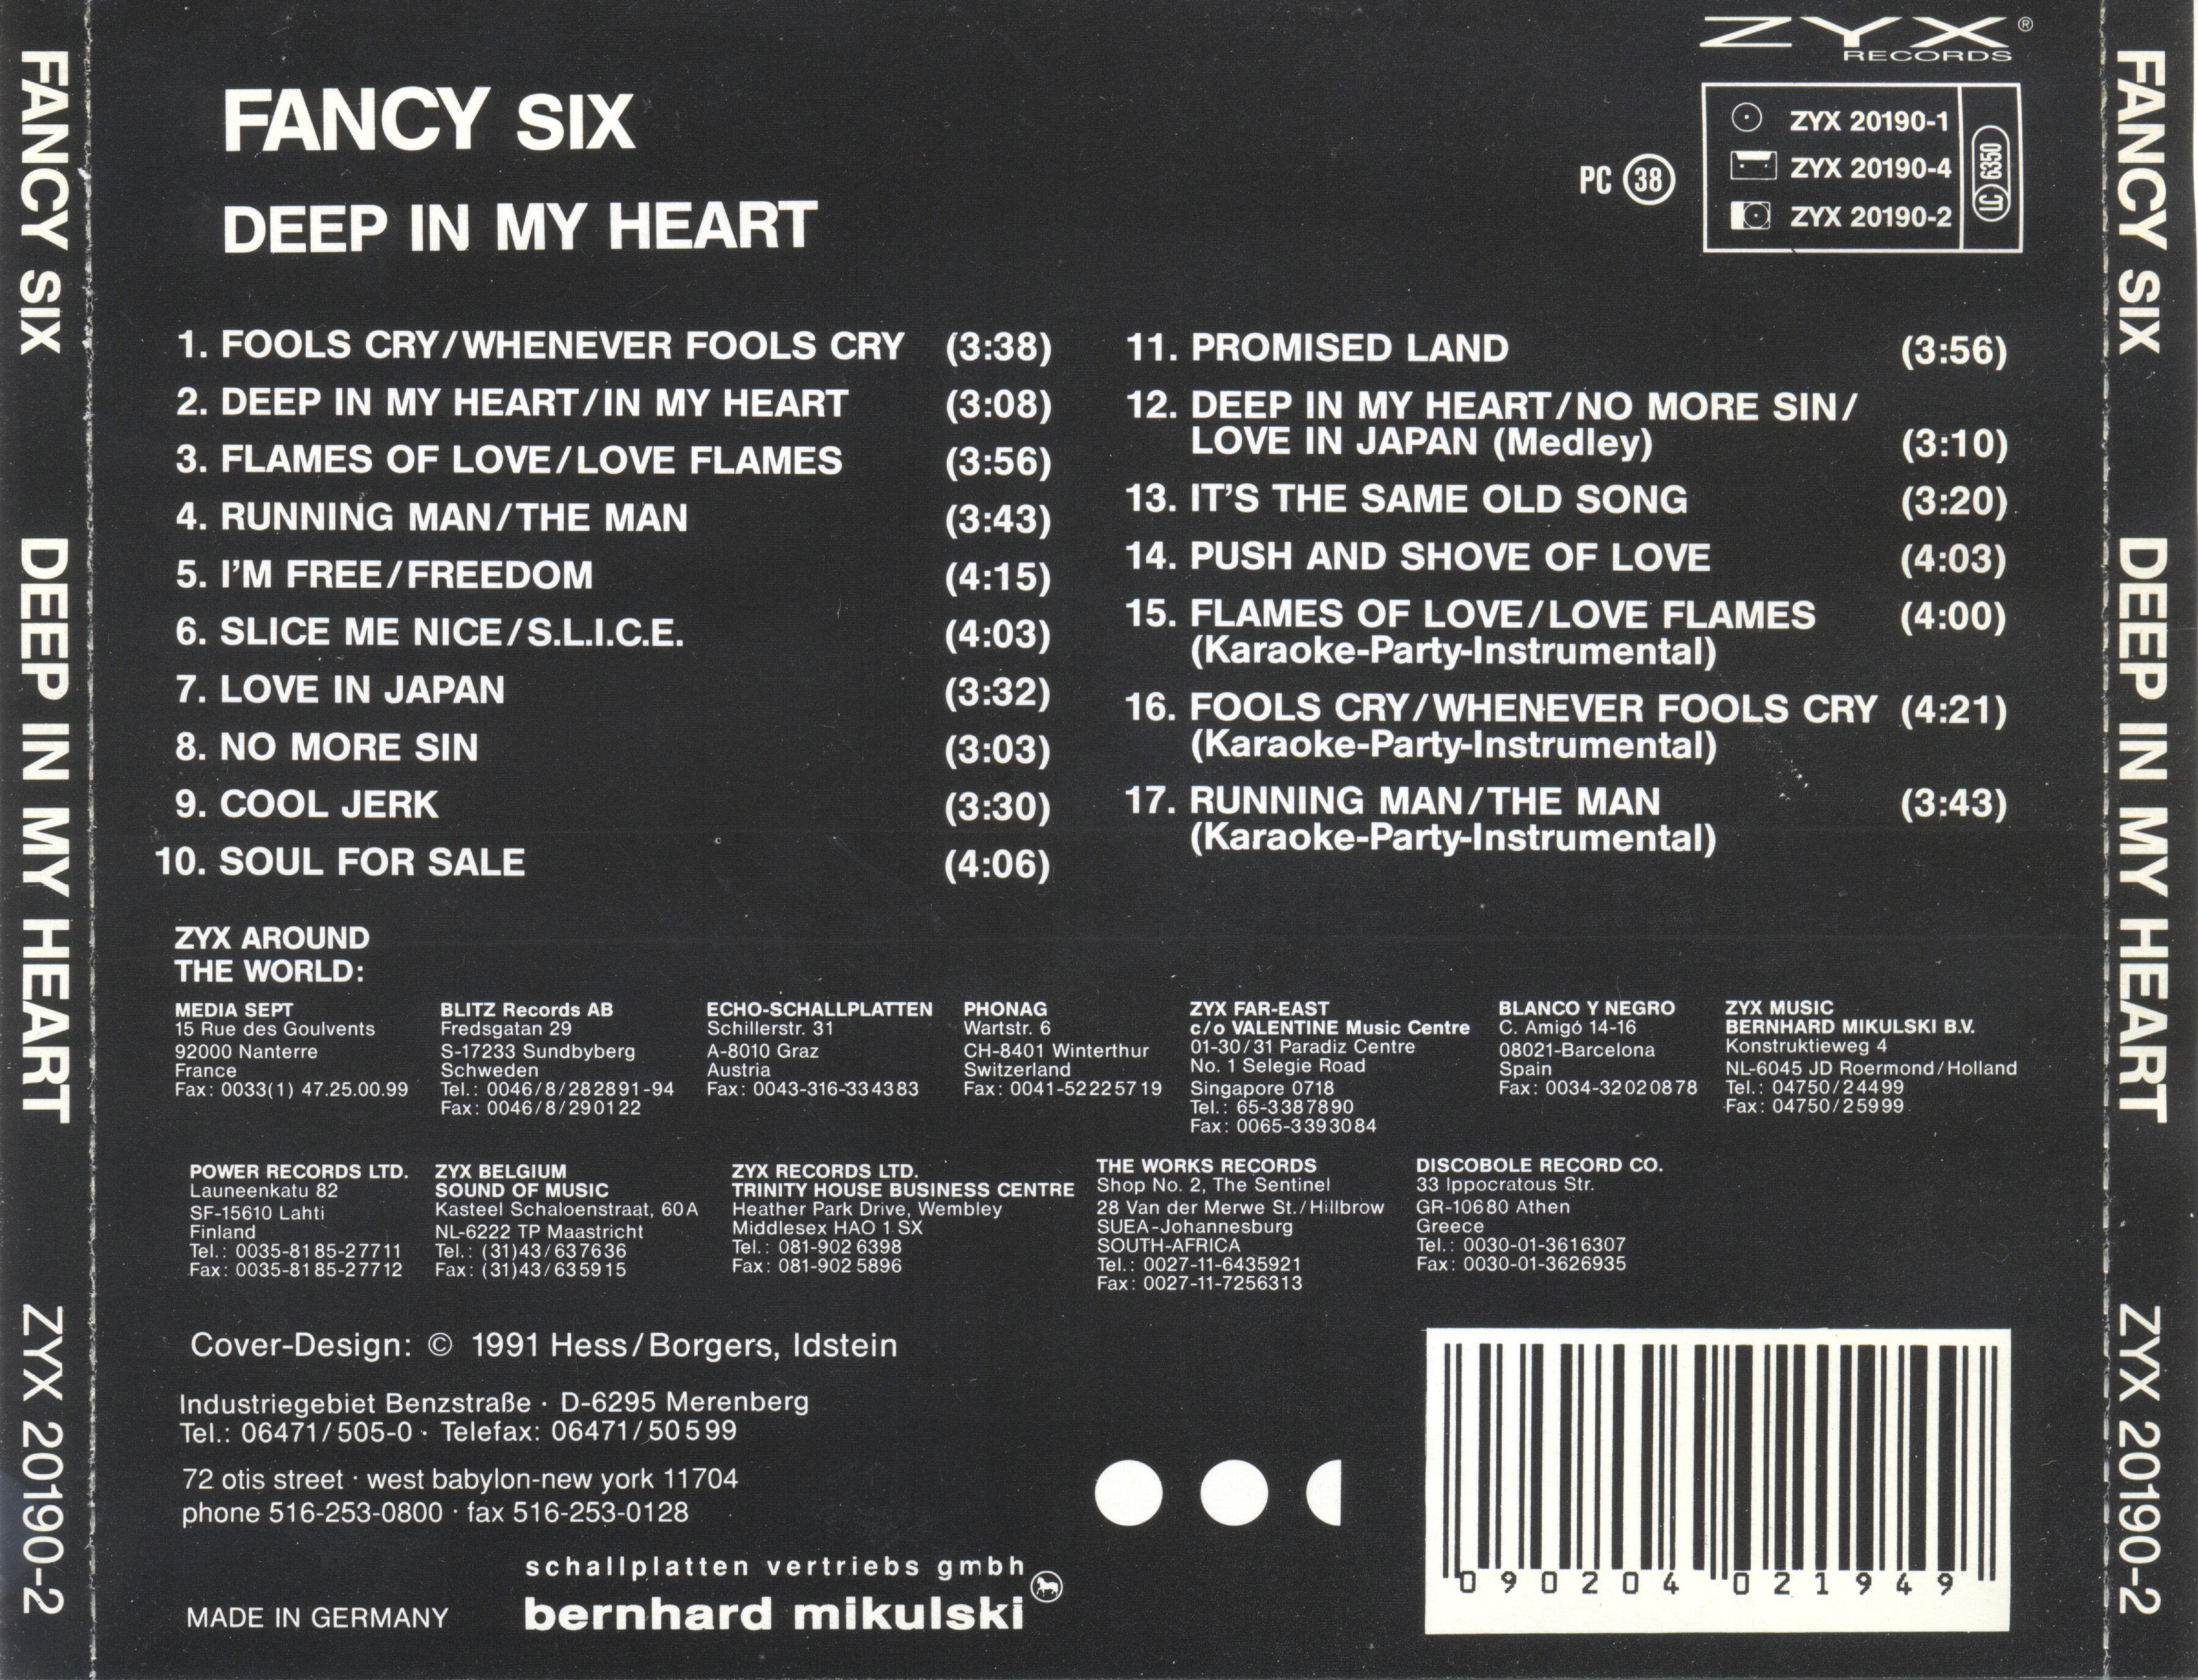 FANCY SIX DEEP IN MY HEART ZYX 20190-2
ZYX ®
RECORDS
FANCY SIX
DEEP IN MY HEART
PC 38
ZYX 20190-1
ZYX 20190-4
ZYX 20190-2
LC 6350
1. FOOLS CRY/WHENEVER FOOLS CRY (3:38)
2. DEEP IN MY HEART/IN MY HEART (3:08)
3. FLAMES OF LOVE/LOVE FLAMES (3:56)
4. RUNNING MAN/THE MAN (3:43)
5. I'M FREE/FREEDOM (4:15)
6. SLICE ME NICE/S.L.I.C.E. (4:03)
7. LOVE IN JAPAN (3:32)
8. NO MORE SIN (3:03)
9. COOL JERK (3:30)
10. SOUL FOR SALE (4:06)
11. PROMISED LAND (3:56)
12. DEEP IN MY HEART/NO MORE SIN/
LOVE IN JAPAN (Medley) (3:10)
13. IT'S THE SAME OLD SONG (3:20)
14. PUSH AND SHOVE OF LOVE (4:03)
15. FLAMES OF LOVE/LOVE FLAMES (4:00)
(Karaoke-Party-Instrumental)
16. FOOLS CRY/WHENEVER FOOLS CRY (4:21)
(Karaoke-Party-Instrumental)
17. RUNNING MAN/THE MAN (3:43)
(Karaoke-Party-Instrumental)
ZYX AROUND
THE WORLD:
MEDIA SEPT
15 Rue des Goulvents
92000 Nanterre
France
Fax: 0033(1) 47.25.00.99
BLITZ Records AB
Fredsgatan 29
S-17233 Sundbyberg
Schweden
Tel.: 0046/8/282891-94
Fax: 0046/8/290122
ECHO-SCHALLPLATTEN
Schillerstr. 31
A-8010 Graz
Austria
Fax: 0043-316-334383
PHONAG
Wartstr. 6
CH-8401 Winterthur
Switzerland
Fax: 0041-52225719
ZYX FAR-EAST
c/o VALENTINE Music Centre
01-30/31 Paradiz Centre
No. 1 Selegie Road
Singapore 0718
Tel.: 65-3387890
Fax: 0065-3393084
BLANCO Y NEGRO
C. Amigó 14-16
08021-Barcelona
Spain
Fax: 0034-32020878
ZYX MUSIC
BERNHARD MIKULSKI B.V.
Konstruktieweg 4
NL-6045 JD Roermond/Holland
Tel.: 04750/24499
Fax: 04750/25999
POWER RECORDS LTD.
Launeenkatu 82
SF-15610 Lahti
Finland
Tel.: 0035-8185-27711
Fax: 0035-8185-27712
ZYX BELGIUM
SOUND OF MUSIC
Kasteel Schaloenstraat, 60A
NL-6222 TP Maastricht
Tel.: (31)43/637636
Fax: (31)43/635915
ZYX RECORDS LTD.
TRINITY HOUSE BUSINESS CENTRE
Heather Park Drive, Wembley
Middlesex HAO 1 SX
Tel.: 081-902 6398
Fax: 081-902 5896
THE WORKS RECORDS
Shop No. 2, The Sentinel
28 Van der Merwe St./Hillbrow
SUEA-Johannesburg
SOUTH-AFRICA
Tel.: 0027-11-6435921
Fax: 0027-11-7256313
DISCOBOLE RECORD CO.
33 Ippocratous Str.
GR-10680 Athen
Greece
Tel.: 0030-01-3616307
Fax: 0030-01-3626935
Cover-Design: © 1991 Hess/Borgers, Idstein
Industriegebiet Benzstraße · D-6295 Merenberg
Tel.: 06471/505-0 · Telefax: 06471/50599
72 otis street · west babylon-new york 11704
phone 516-253-0800 · fax 516-253-0128
schallplatten vertriebs gmbh
bernhard mikulski
MADE IN GERMANY
090204 021949
FANCY SIX DEEP IN MY HEART ZYX 20190-2